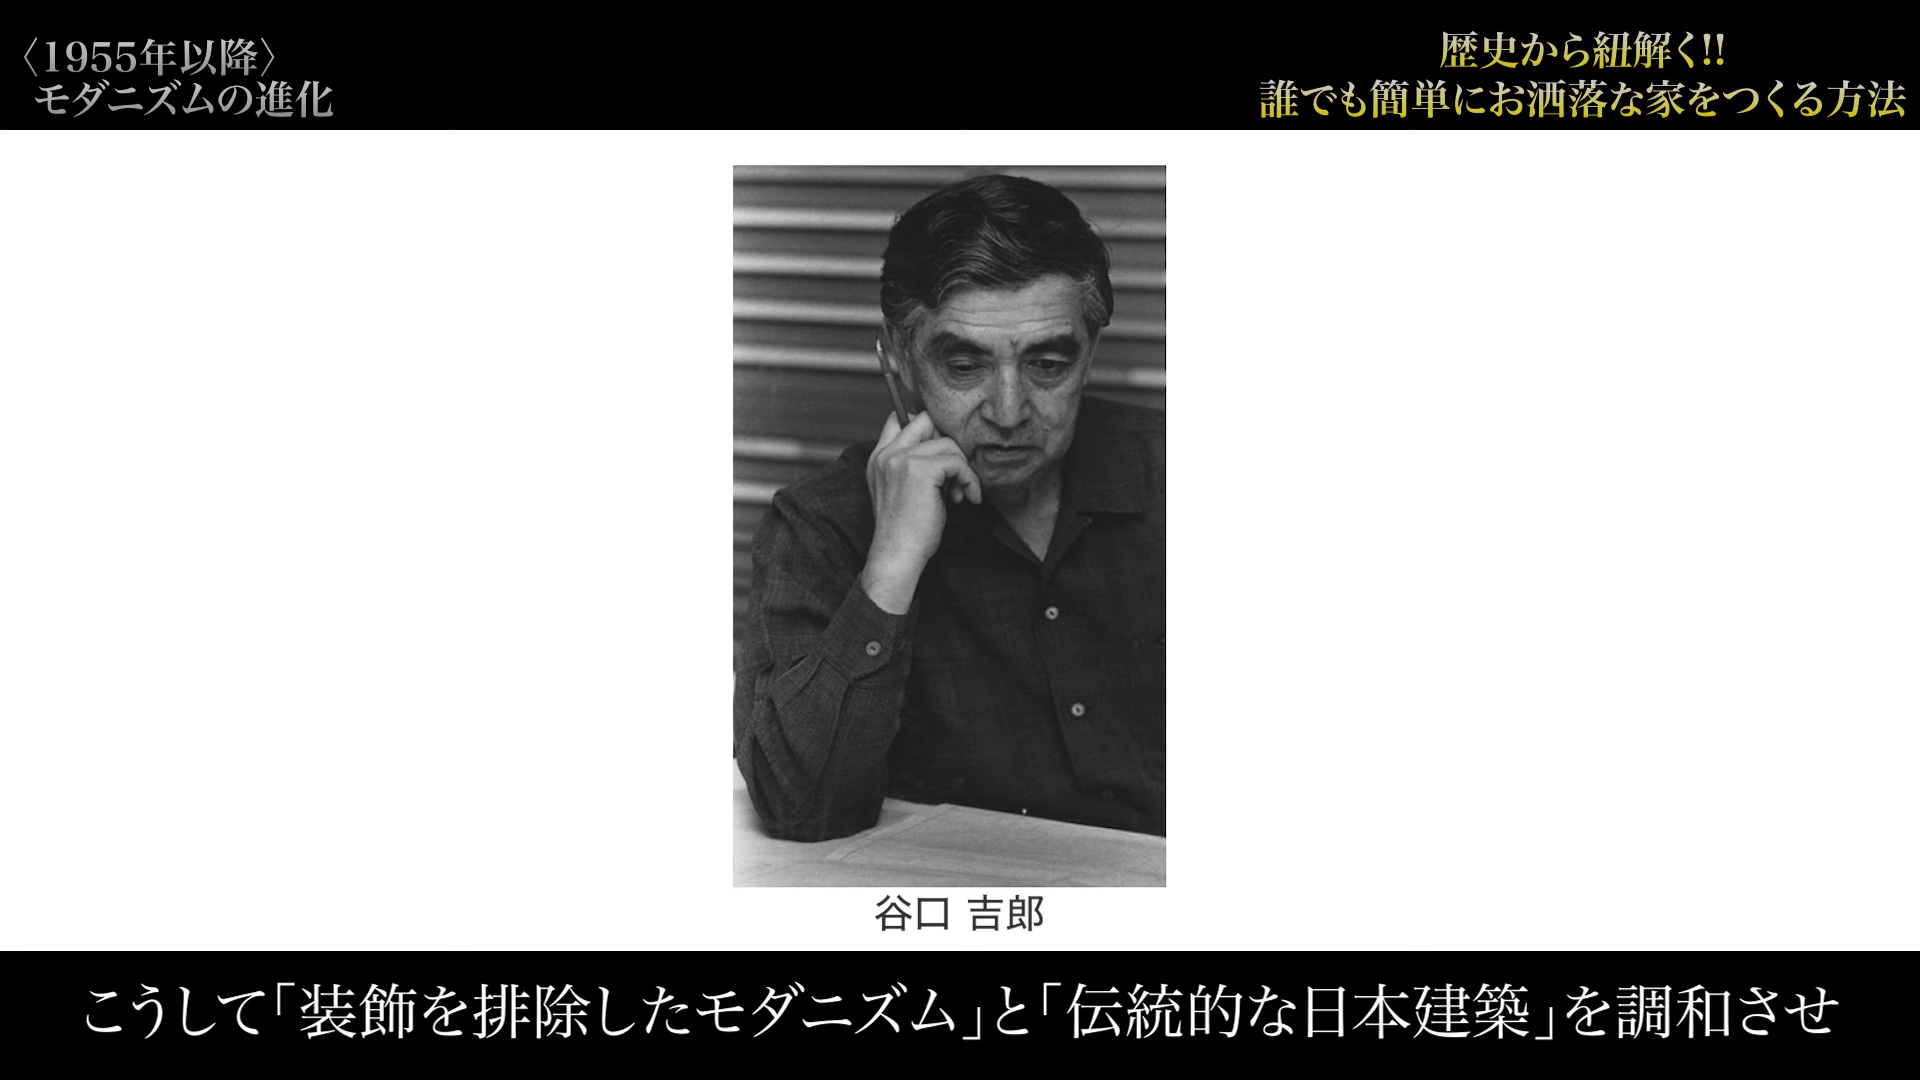 〈1955年以降〉
モダニズムの進化
歴史から紐解く!!
誰でも簡単にお洒落な家をつくる方法
谷口 吉郎
こうして「装飾を排除したモダニズム」と「伝統的な日本建築」を調和させ